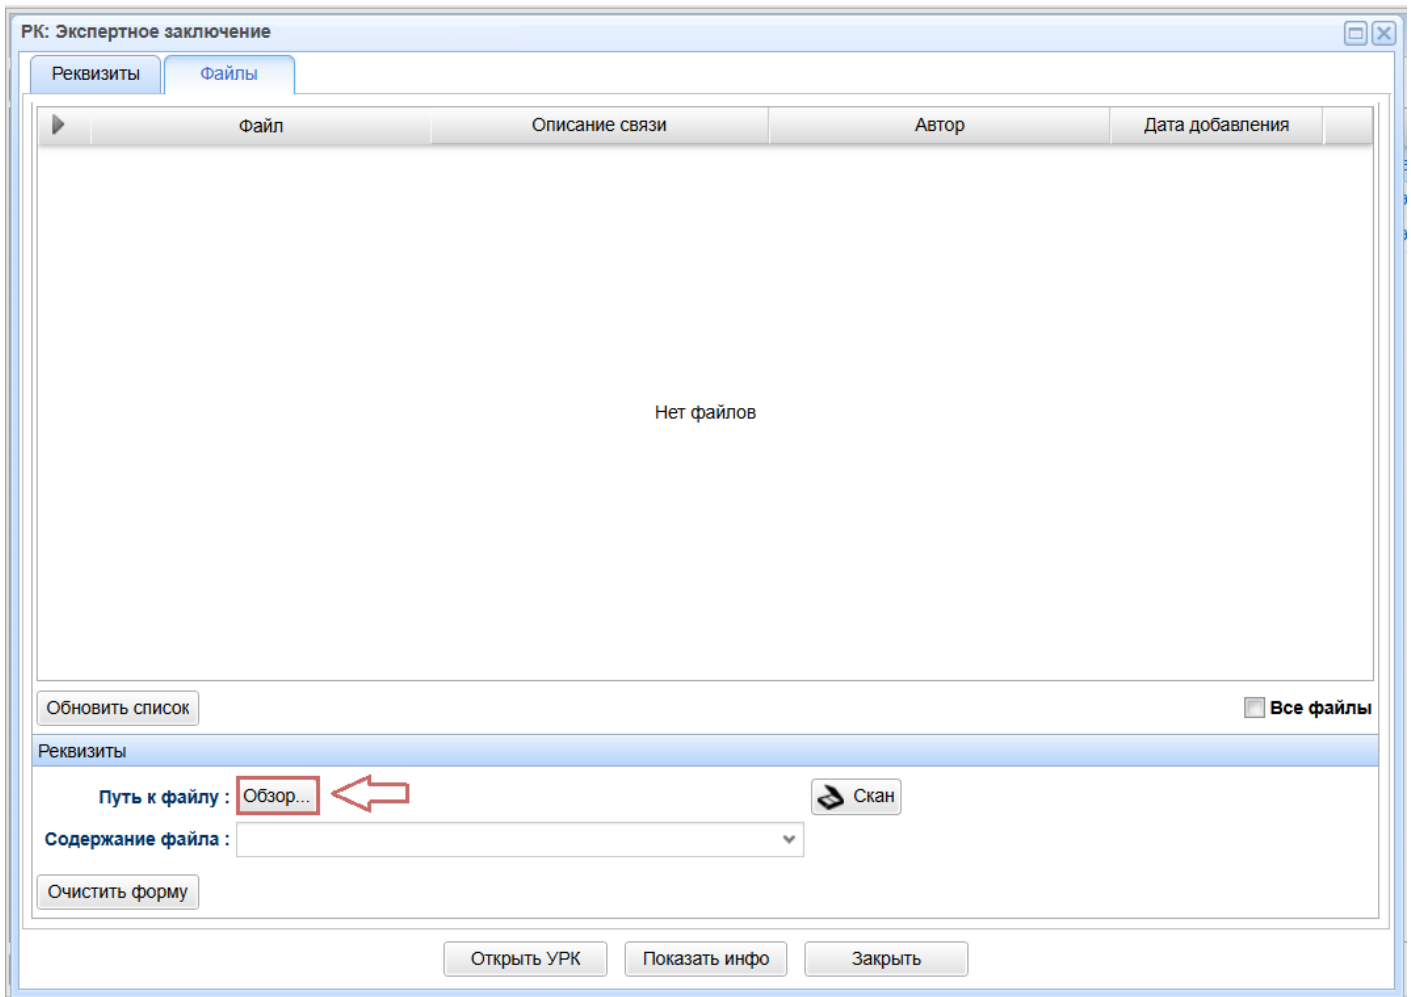 РК: Экспертное заключение
Реквизиты Файлы
Файл Описание связи Автор Дата добавления
Нет файлов
Обновить список Все файлы
Реквизиты
Путь к файлу : Обзор... Скан
Содержание файла :
Очистить форму
Открыть УРК Показать инфо Закрыть